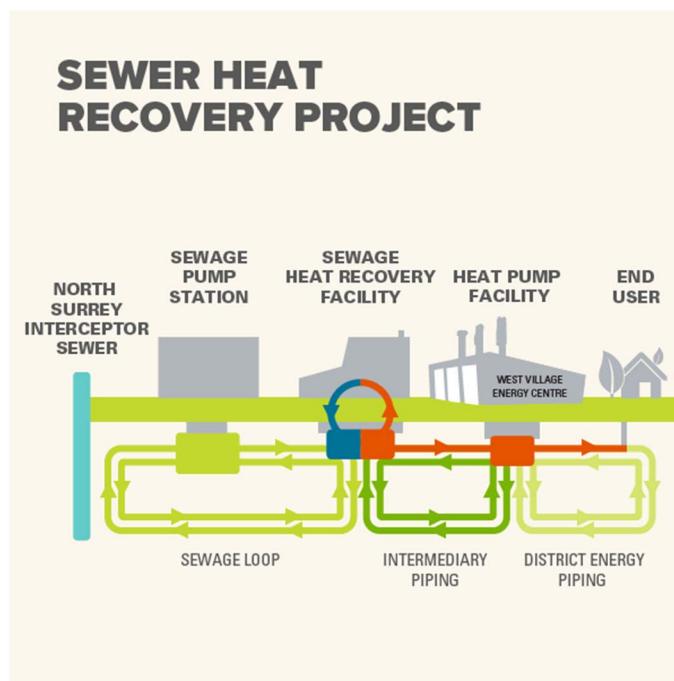 SEWER HEAT
RECOVERY PROJECT
NORTH
SURREY
INTERCEPTOR
SEWER
SEWAGE
PUMP
STATION
SEWAGE
HEAT RECOVERY
FACILITY
HEAT PUMP
FACILITY
END
USER
WEST VILLAGE
ENERGY CENTRE
SEWAGE LOOP
INTERMEDIARY
PIPING
DISTRICT ENERGY
PIPING